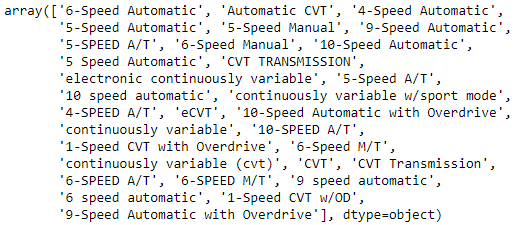 array(['6-Speed Automatic', 'Automatic CVT', '4-Speed Automatic',
'5-Speed Automatic', '5-Speed Manual', '9-Speed Automatic',
'5-SPEED A/T', '6-Speed Manual', '10-Speed Automatic',
'5 Speed Automatic', 'CVT TRANSMISSION',
'electronic continuously variable', '5-Speed A/T',
'10 speed automatic', 'continuously variable w/sport mode',
'4-SPEED A/T', 'eCVT', '10-Speed Automatic with Overdrive',
'continuously variable', '10-SPEED A/T',
'1-Speed CVT with Overdrive', '6-Speed M/T',
'continuously variable (cvt)', 'CVT', 'CVT Transmission',
'6-SPEED A/T', '6-SPEED M/T', '9 speed automatic',
'6 speed automatic', '1-Speed CVT w/OD',
'9-Speed Automatic with Overdrive'], dtype=object)